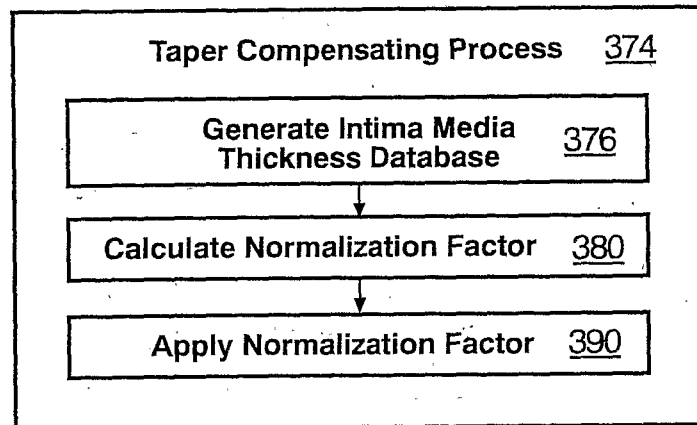 Taper Compensating Process 374
Generate Intima Media
Thickness Database 376
Calculate Normalization Factor 380
Apply Normalization Factor 390